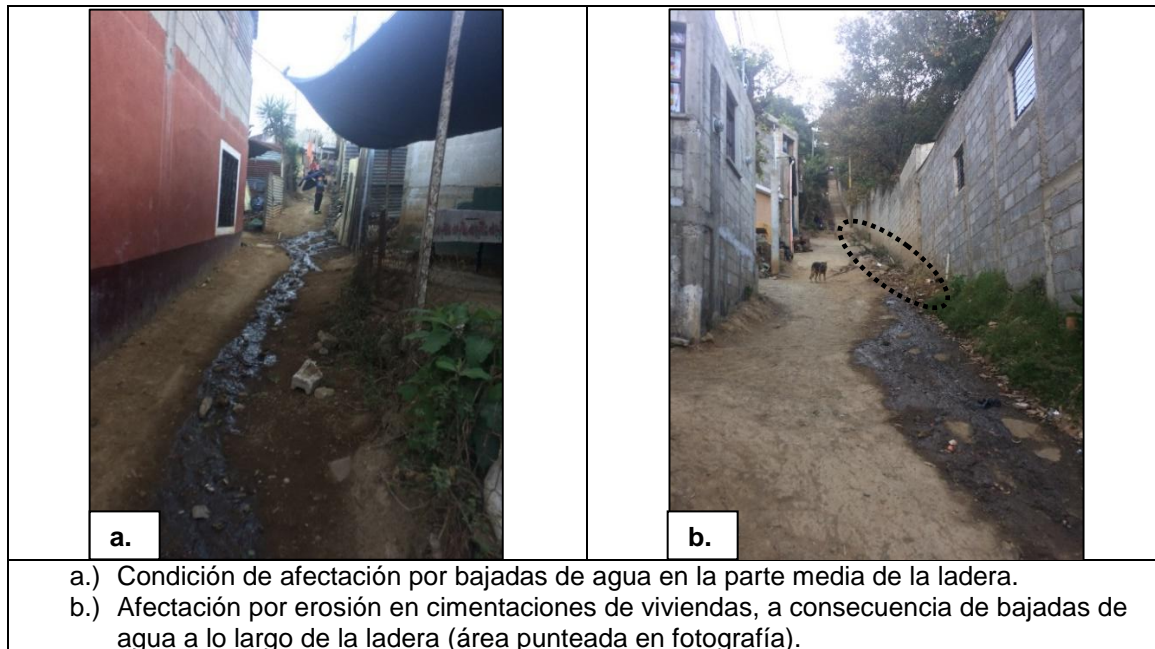 a.
b.
a.) Condición de afectación por bajadas de agua en la parte media de la ladera.
b.) Afectación por erosión en cimentaciones de viviendas, a consecuencia de bajadas de
agua a lo largo de la ladera (área punteada en fotografía).